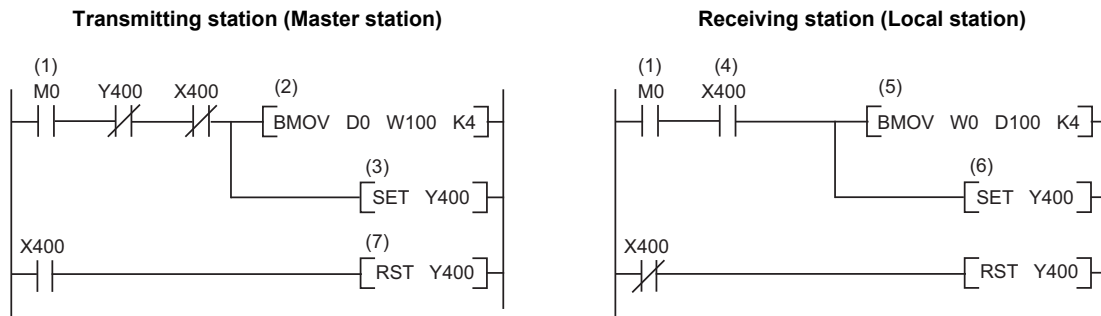 Transmitting station (Master station)
(1)
M0 Y400 X400 (2)
BMOV D0 W100 K4
(3)
SET Y400
X400 (7)
RST Y400
Receiving station (Local station)
(1) (4)
M0 X400 (5)
BMOV W0 D100 K4
(6)
SET Y400
X400
RST Y400